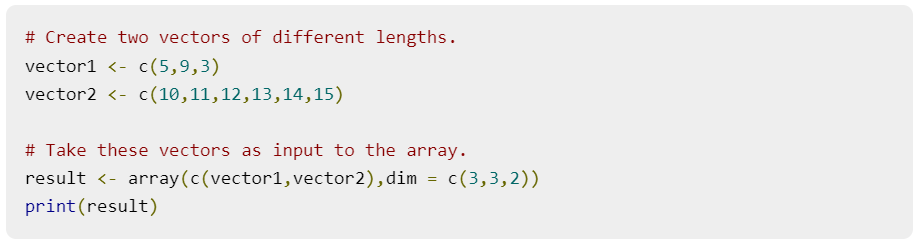 # Create two vectors of different lengths.
vector1 <- c(5,9,3)
vector2 <- c(10,11,12,13,14,15)
# Take these vectors as input to the array.
result <- array(c(vector1,vector2),dim = c(3,3,2))
print(result)